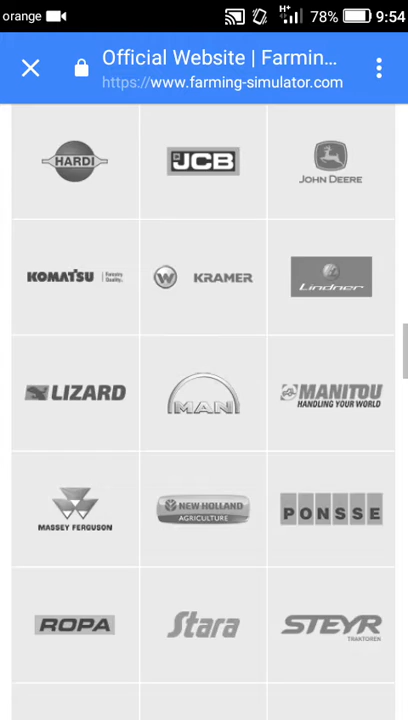 orange H+ 78% 9:54
Official Website | Farmin...
https://www.farming-simulator.com
HARDI JCB JOHN DEERE
KOMATSU Forestry Quality. W KRAMER Lindner
LIZARD MAN MANITOU
HANDLING YOUR WORLD
MASSEY FERGUSON NEW HOLLAND
AGRICULTURE PONSSE
ROPA Stara STEYR
TRAKTOREN